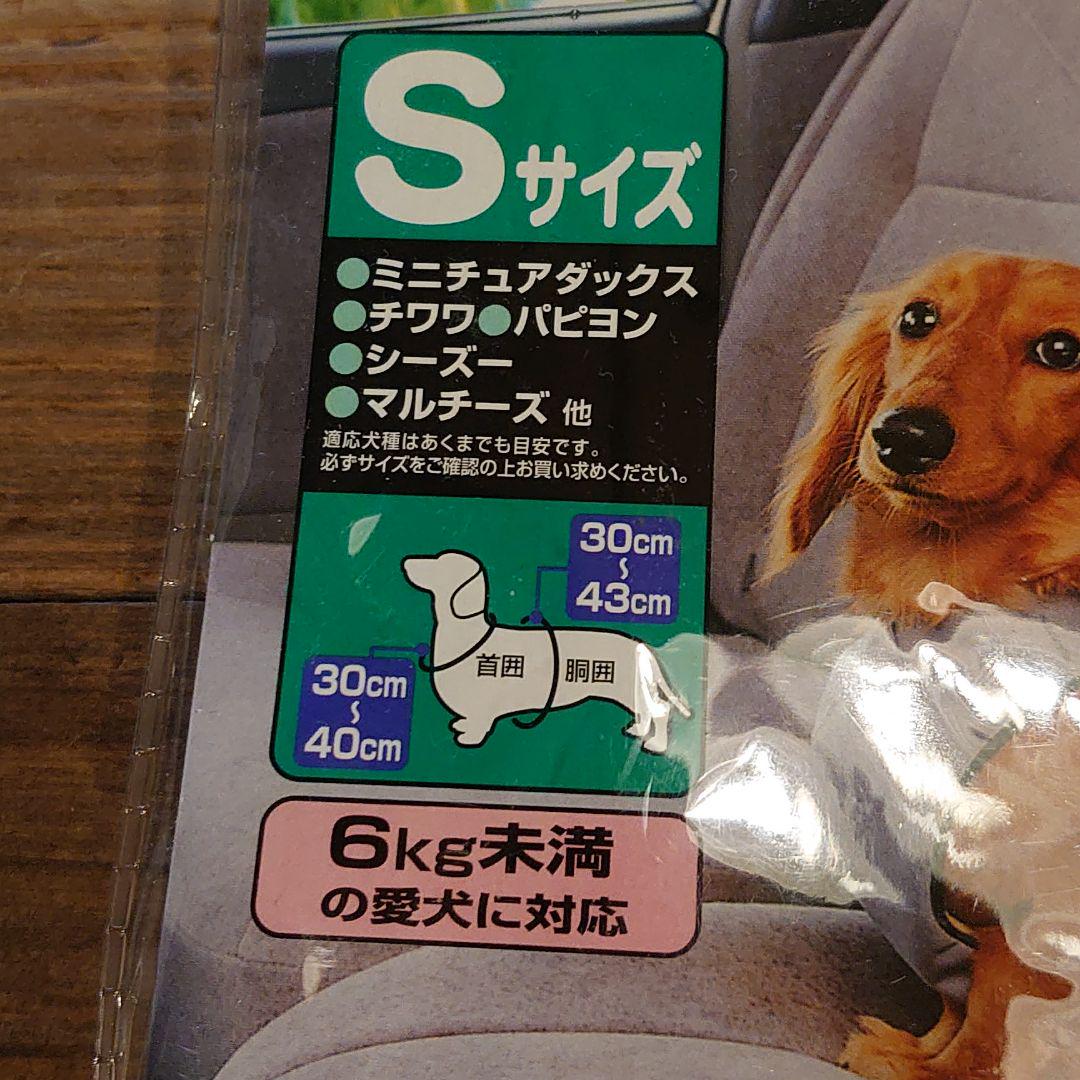 Sサイズ
●ミニチュアダックス
●チワワ●パピヨン
●シーズー
●マルチーズ 他
適応犬種はあくまでも目安です。
必ずサイズをご確認の上お買い求めください。
30cm
〜
43cm
首囲 胴囲
30cm
〜
40cm
6kg未満
の愛犬に対応